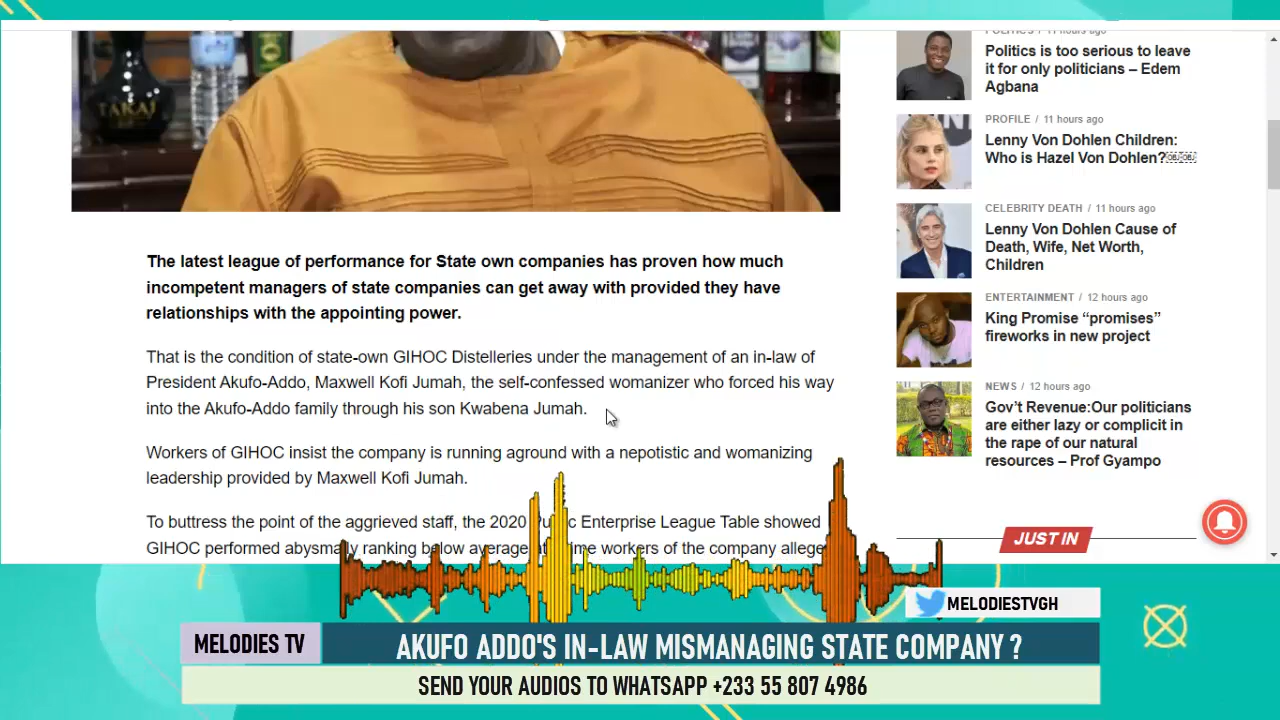 TAKAI
The latest league of performance for State own companies has proven how much
incompetent managers of state companies can get away with provided they have
relationships with the appointing power.
That is the condition of state-own GIHOC Distelleries under the management of an in-law of
President Akufo-Addo, Maxwell Kofi Jumah, the self-confessed womanizer who forced his way
into the Akufo-Addo family through his son Kwabena Jumah.
Workers of GIHOC insist the company is running aground with a nepotistic and womanizing
leadership provided by Maxwell Kofi Jumah.
To buttress the point of the aggrieved staff, the 2020 Public Enterprise League Table showed
GIHOC performed abysmally ranking below average at time workers of the company allege
POLITICS / 11 hours ago
Politics is too serious to leave
it for only politicians – Edem
Agbana
PROFILE / 11 hours ago
Lenny Von Dohlen Children:
Who is Hazel Von Dohlen?
CELEBRITY DEATH / 11 hours ago
Lenny Von Dohlen Cause of
Death, Wife, Net Worth,
Children
ENTERTAINMENT / 12 hours ago
King Promise “promises”
fireworks in new project
NEWS / 12 hours ago
Gov’t Revenue:Our politicians
are either lazy or complicit in
the rape of our natural
resources – Prof Gyampo
JUST IN
MELODIESTVGH
MELODIES TV
AKUFO ADDO'S IN-LAW MISMANAGING STATE COMPANY ?
SEND YOUR AUDIOS TO WHATSAPP +233 55 807 4986